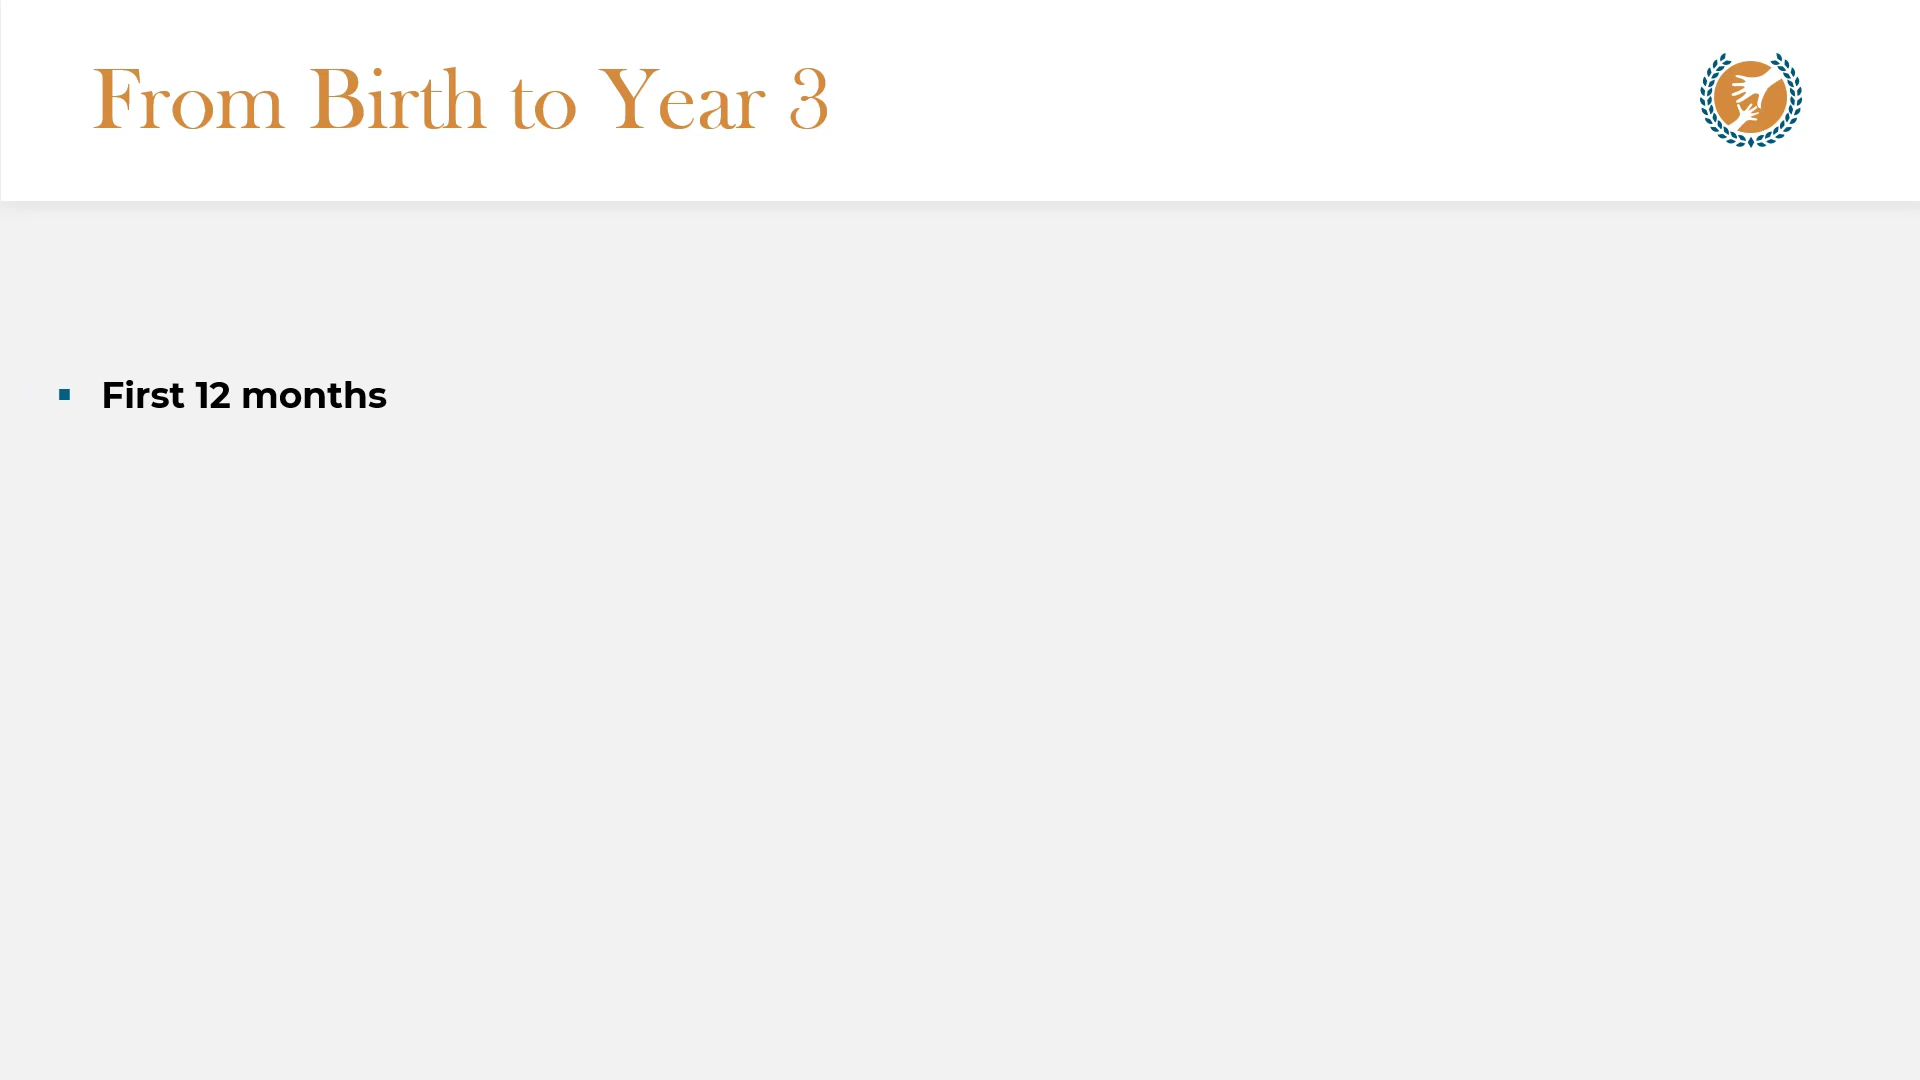 From Birth to Year 3
▪ First 12 months